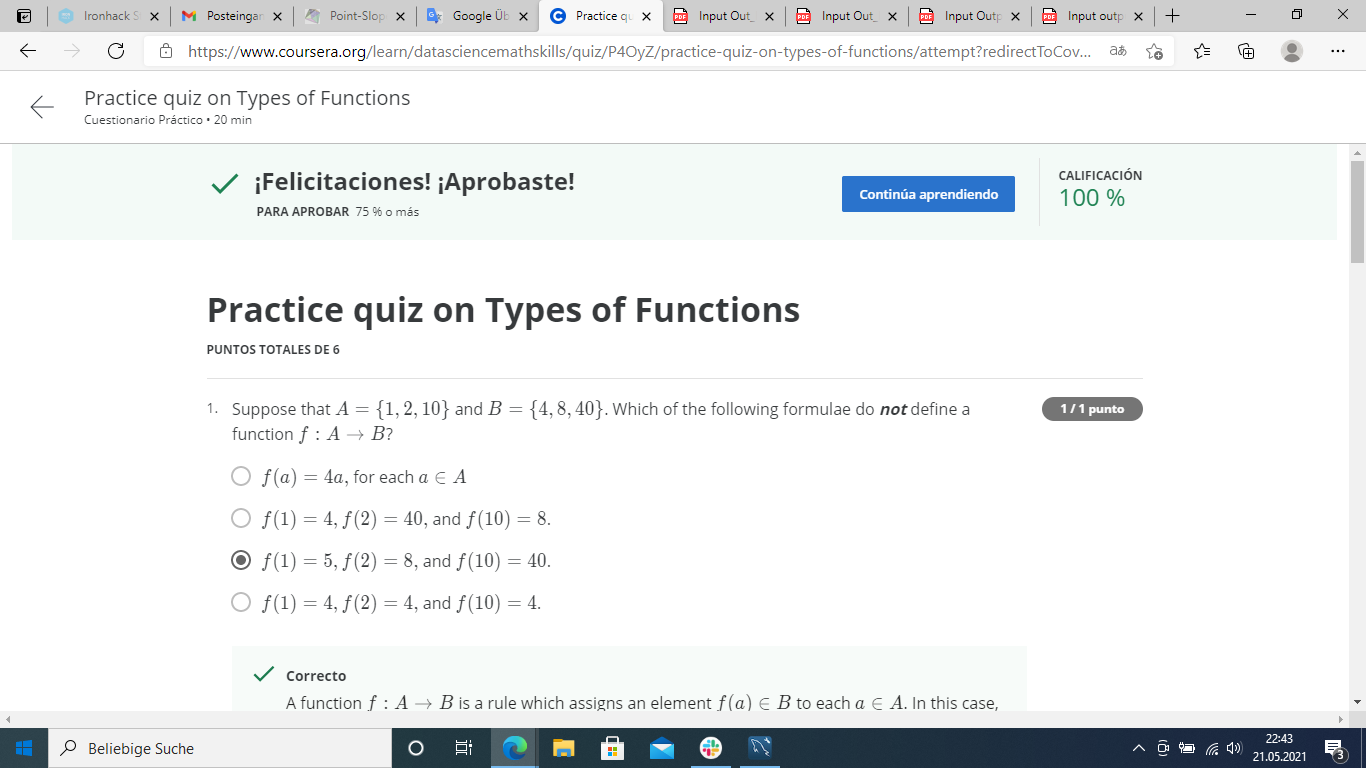 Ironhack S
Posteingar
Point-Slop
Google Üb
Practice qu
Input Out_
Input Out_
Input Outp
Input outp
https://www.coursera.org/learn/datasciencemathskills/quiz/P4OyZ/practice-quiz-on-types-of-functions/attempt?redirectToCov...
Practice quiz on Types of Functions
Cuestionario Práctico • 20 min
¡Felicitaciones! ¡Aprobaste!
PARA APROBAR 75 % o más
Continúa aprendiendo
CALIFICACIÓN
100 %
Practice quiz on Types of Functions
PUNTOS TOTALES DE 6
1. Suppose that A = {1, 2, 10} and B = {4, 8, 40}. Which of the following formulae do not define a
function f : A → B?
1 / 1 punto
f(a) = 4a, for each a ∈ A
f(1) = 4, f(2) = 40, and f(10) = 8.
f(1) = 5, f(2) = 8, and f(10) = 40.
f(1) = 4, f(2) = 4, and f(10) = 4.
Correcto
A function f : A → B is a rule which assigns an element f(a) ∈ B to each a ∈ A. In this case,
Beliebige Suche
22:43
21.05.2021
3